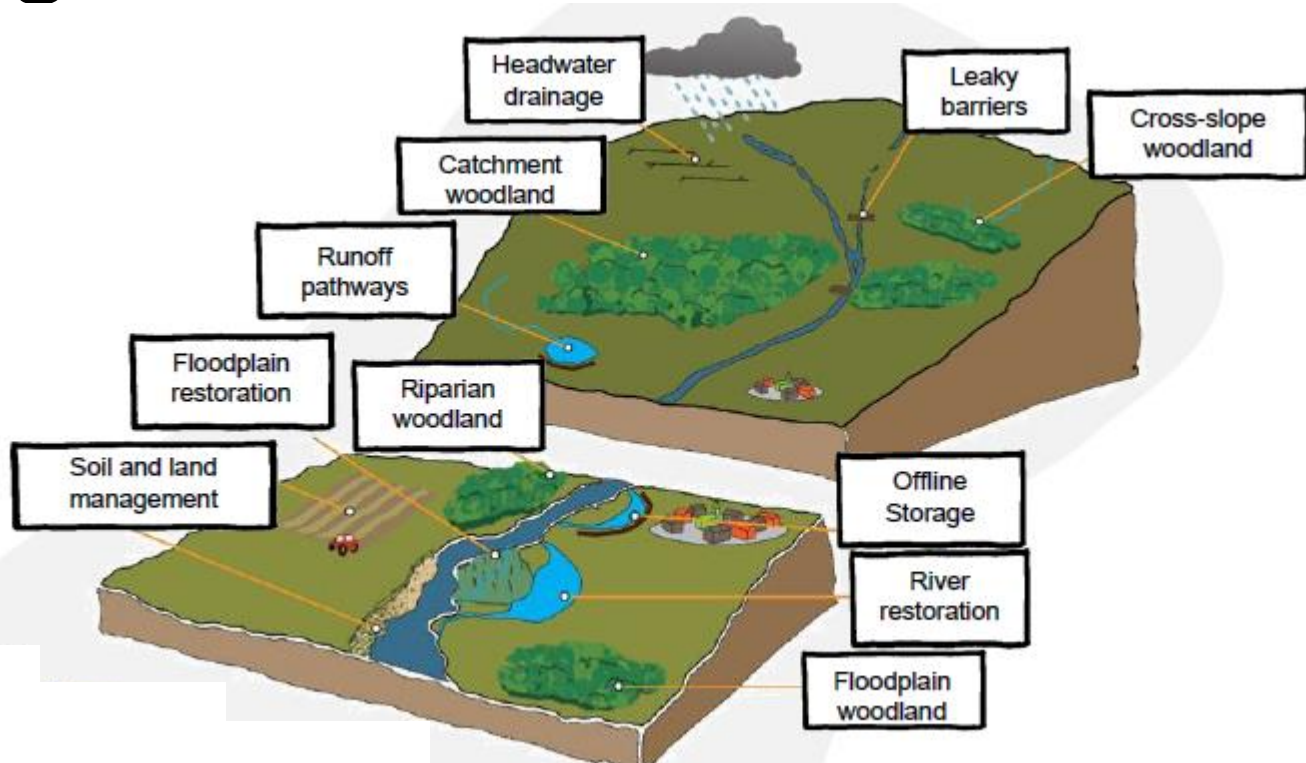 Headwater
drainage
Leaky
barriers
Cross-slope
woodland
Catchment
woodland
Runoff
pathways
Floodplain
restoration
Riparian
woodland
Soil and land
management
Offline
Storage
River
restoration
Floodplain
woodland